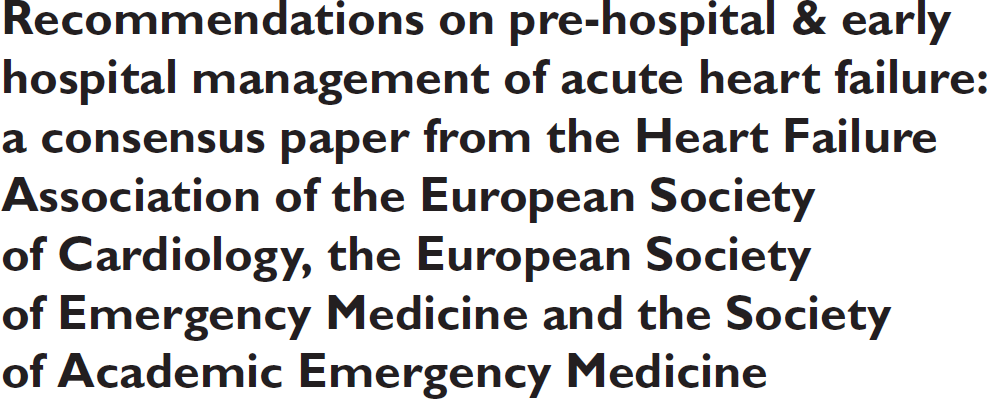 Recommendations on pre-hospital & early
hospital management of acute heart failure:
a consensus paper from the Heart Failure
Association of the European Society
of Cardiology, the European Society
of Emergency Medicine and the Society
of Academic Emergency Medicine